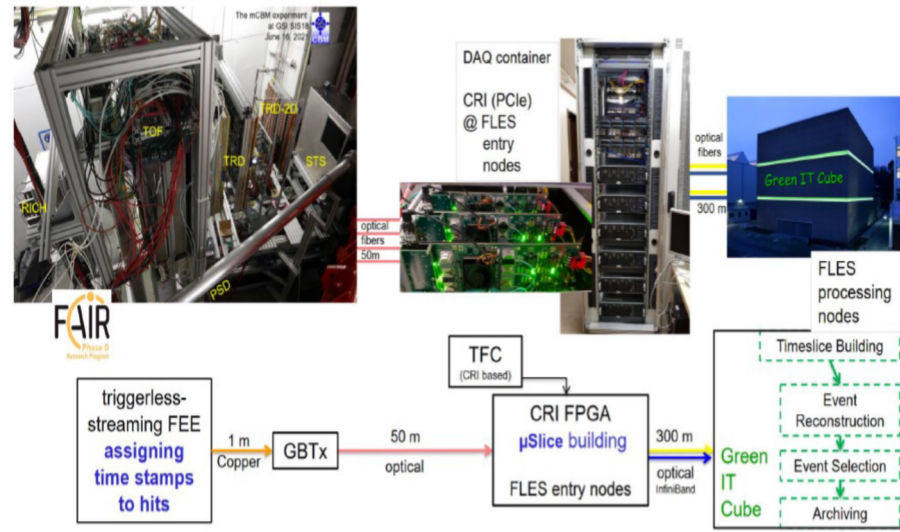 The mCBM experiment
at GSI SIS18
June 16, 2021
CBM
TOF
TRD-2D
TRD
STS
RICH
PSD
optical
fibers
50m
DAQ container
CRI (PCIe)
@ FLES
entry
nodes
optical
fibers
300 m
Green IT Cube
FLES
processing
nodes
FAIR
Phase 0
Research Program
triggerless-
streaming FEE
assigning
time stamps
to hits
1 m
Copper
GBTx
50 m
optical
TFC
(CRI based)
CRI FPGA
µSlice building
FLES entry nodes
300 m
optical
InfiniBand
Green
IT
Cube
Timeslice Building
Event
Reconstruction
Event Selection
Archiving